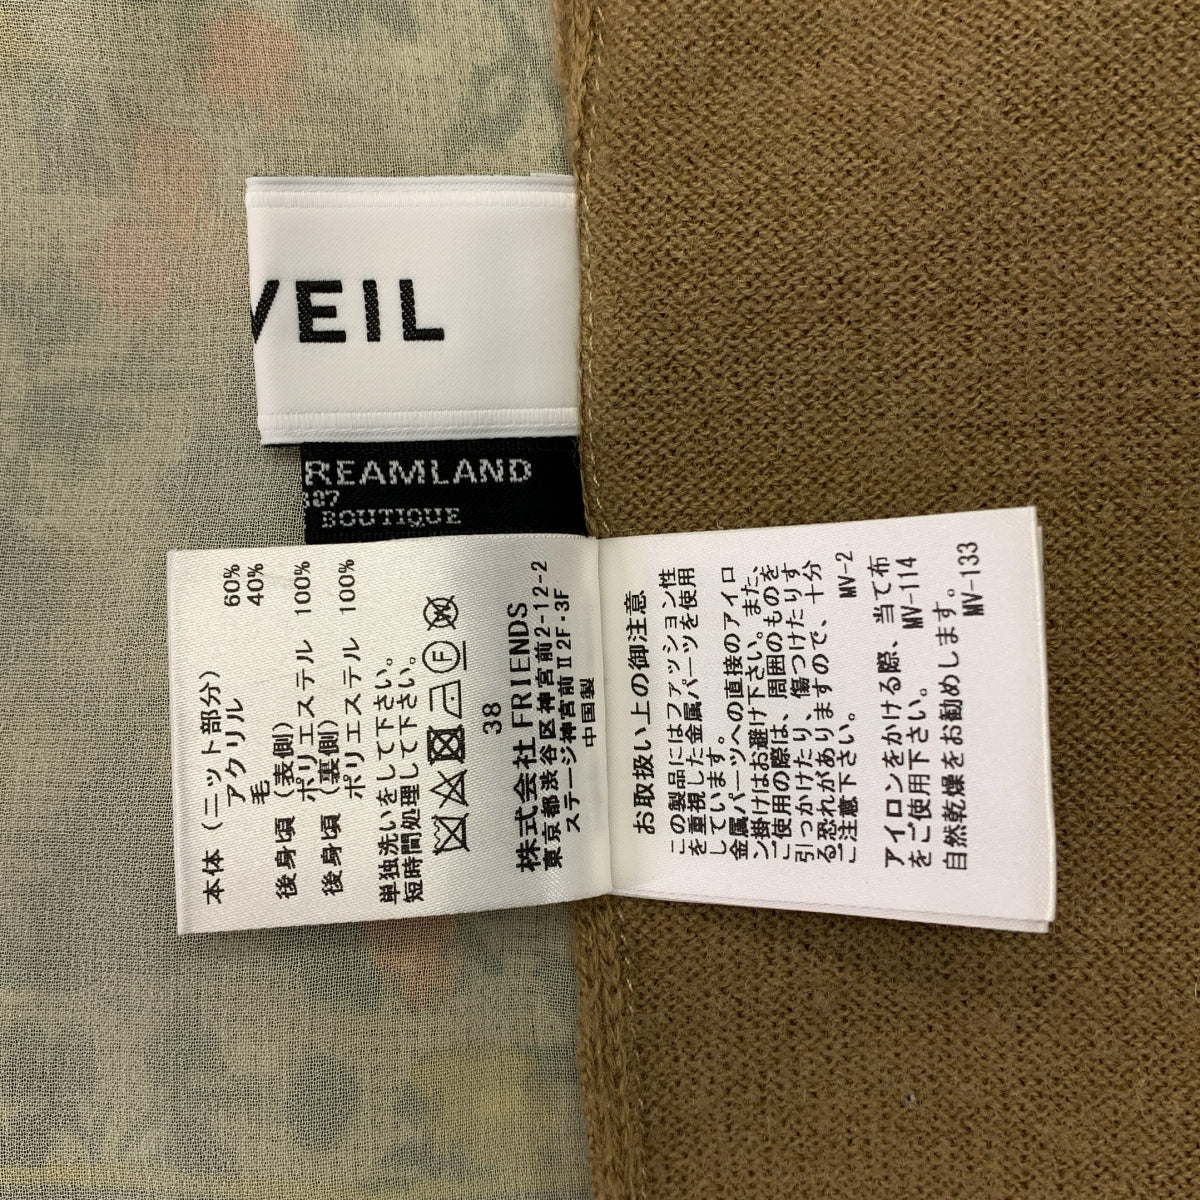 VEIL
REAMLAND
387
BOUTIQUE
本体（ニット部分）
アクリル 60%
毛 40%
後身頃（表側）
ポリエステル 100%
後身頃（裏側）
ポリエステル 100%
単独洗いをして下さい。
短時間処理して下さい。
F
38
株式会社FRIENDS
東京都渋谷区神宮前2-12-2
ステージ神宮前Ⅱ2F・3F
中国製
お取扱い上の御注意
この製品にはファッション性
を重視した金属パーツを使用
しています。
金属パーツへの直接のアイロ
ン掛けはお避け下さい。また、
ご使用の際は、周囲のものを
引っかけたり、傷つけたりす
る恐れがありますので、十分
ご注意下さい。 MV-2
アイロンをかける際、当て布
をご使用下さい。 MV-114
自然乾燥をお勧めします。
MV-133